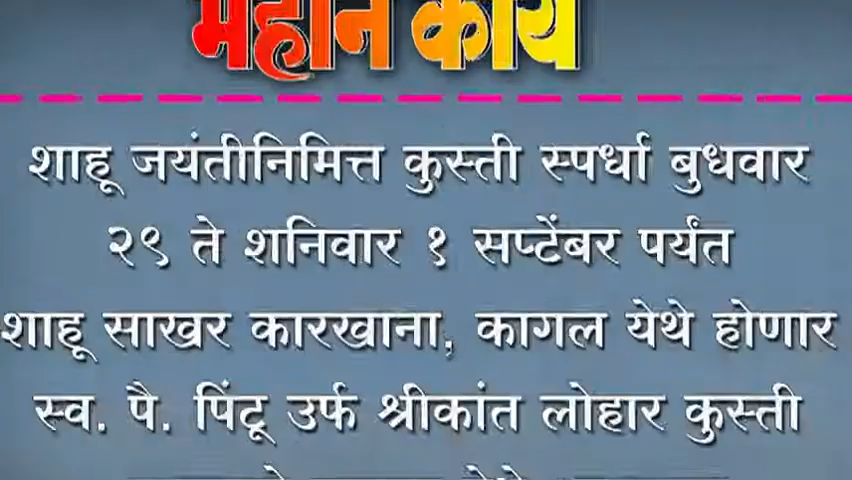 महान कार्य
शाहू जयंतीनिमित्त कुस्ती स्पर्धा बुधवार
२९ ते शनिवार १ सप्टेंबर पर्यंत
शाहू साखर कारखाना, कागल येथे होणार
स्व. पै. पिंटू उर्फ श्रीकांत लोहार कुस्ती